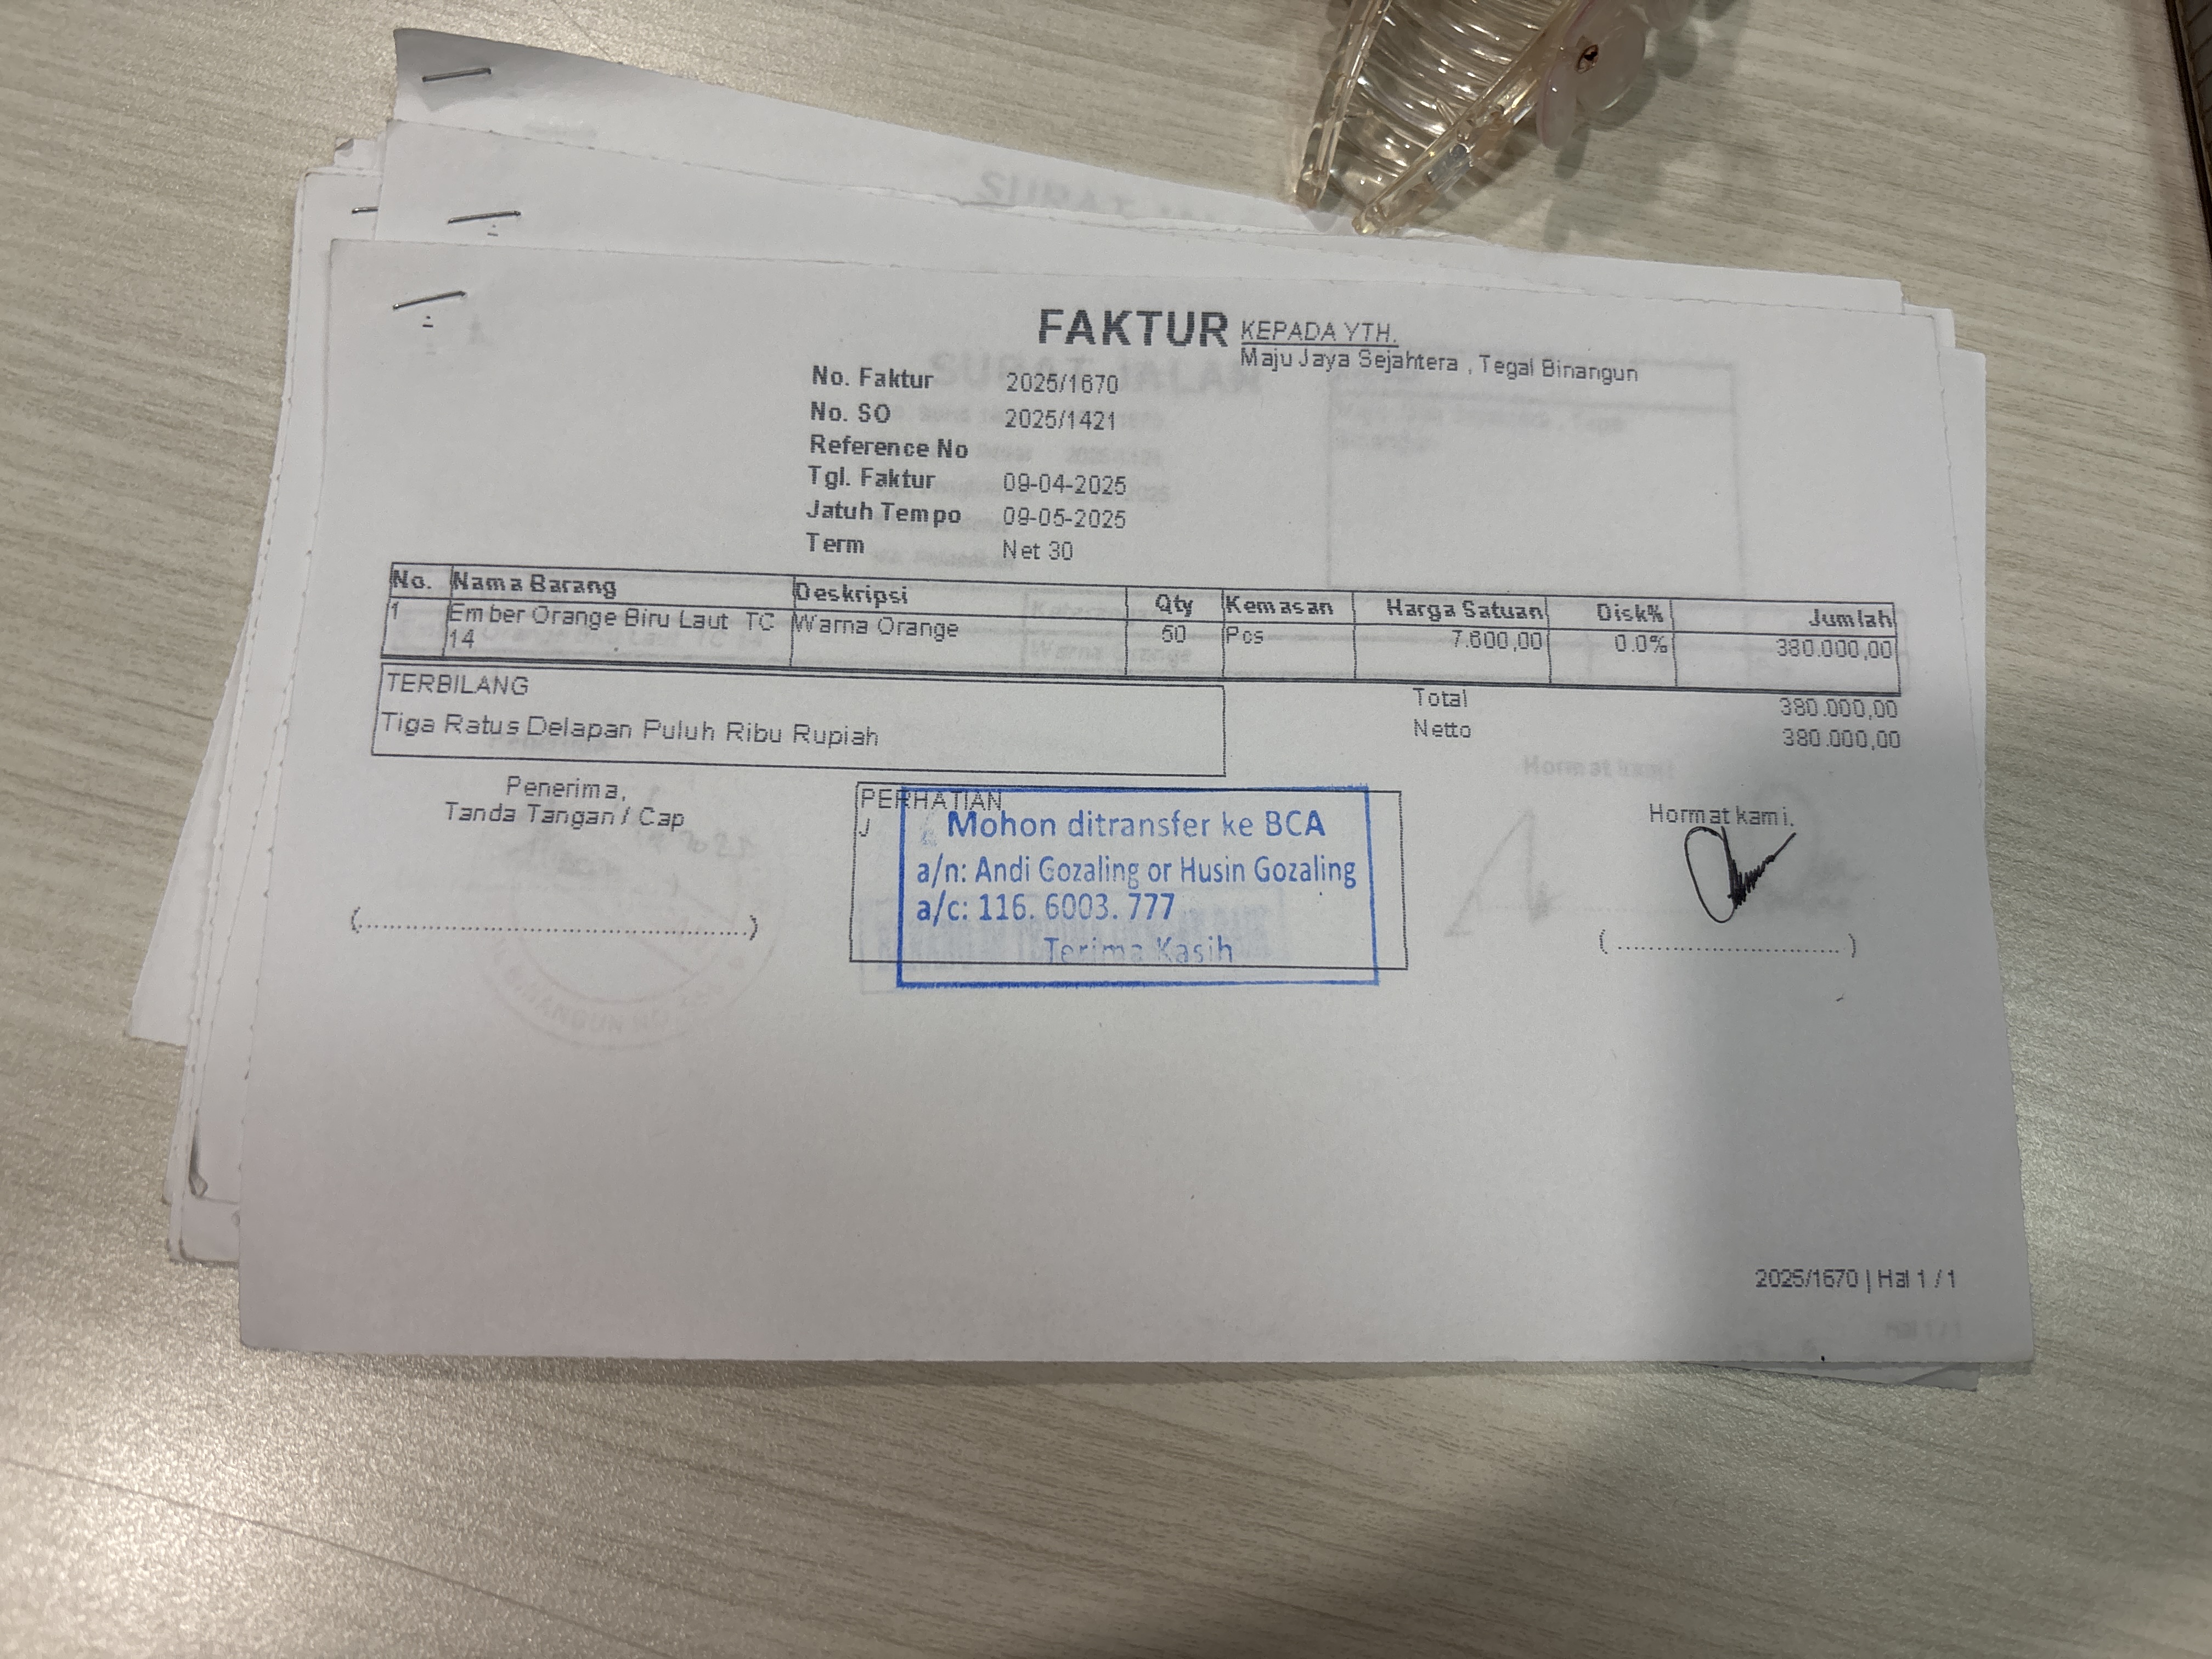 FAKTUR
KEPADA YTH.
Maju Jaya Sejahtera , Tegal Binangun
No. Faktur 2025/1670
No. SO 2025/1421
Reference No
Tgl. Faktur 09-04-2025
Jatuh Tempo 09-05-2025
Term Net 30
No. Nama Barang Deskripsi Qty Kemasan Harga Satuan Disk% Jumlah
1 Ember Orange Biru Laut TC Warna Orange 50 Pcs 7.600,00 0.0% 380.000,00
14
TERBILANG
Tiga Ratus Delapan Puluh Ribu Rupiah
Total 380.000,00
Netto 380.000,00
Penerima,
Tanda Tangan / Cap
(................................................)
PERHATIAN
J
Mohon ditransfer ke BCA
a/n: Andi Gozaling or Husin Gozaling
a/c: 116. 6003. 777
Terima Kasih
Hormat kami.
( ............................ )
2025/1670 | Hal 1 / 1
SURAT JALAN